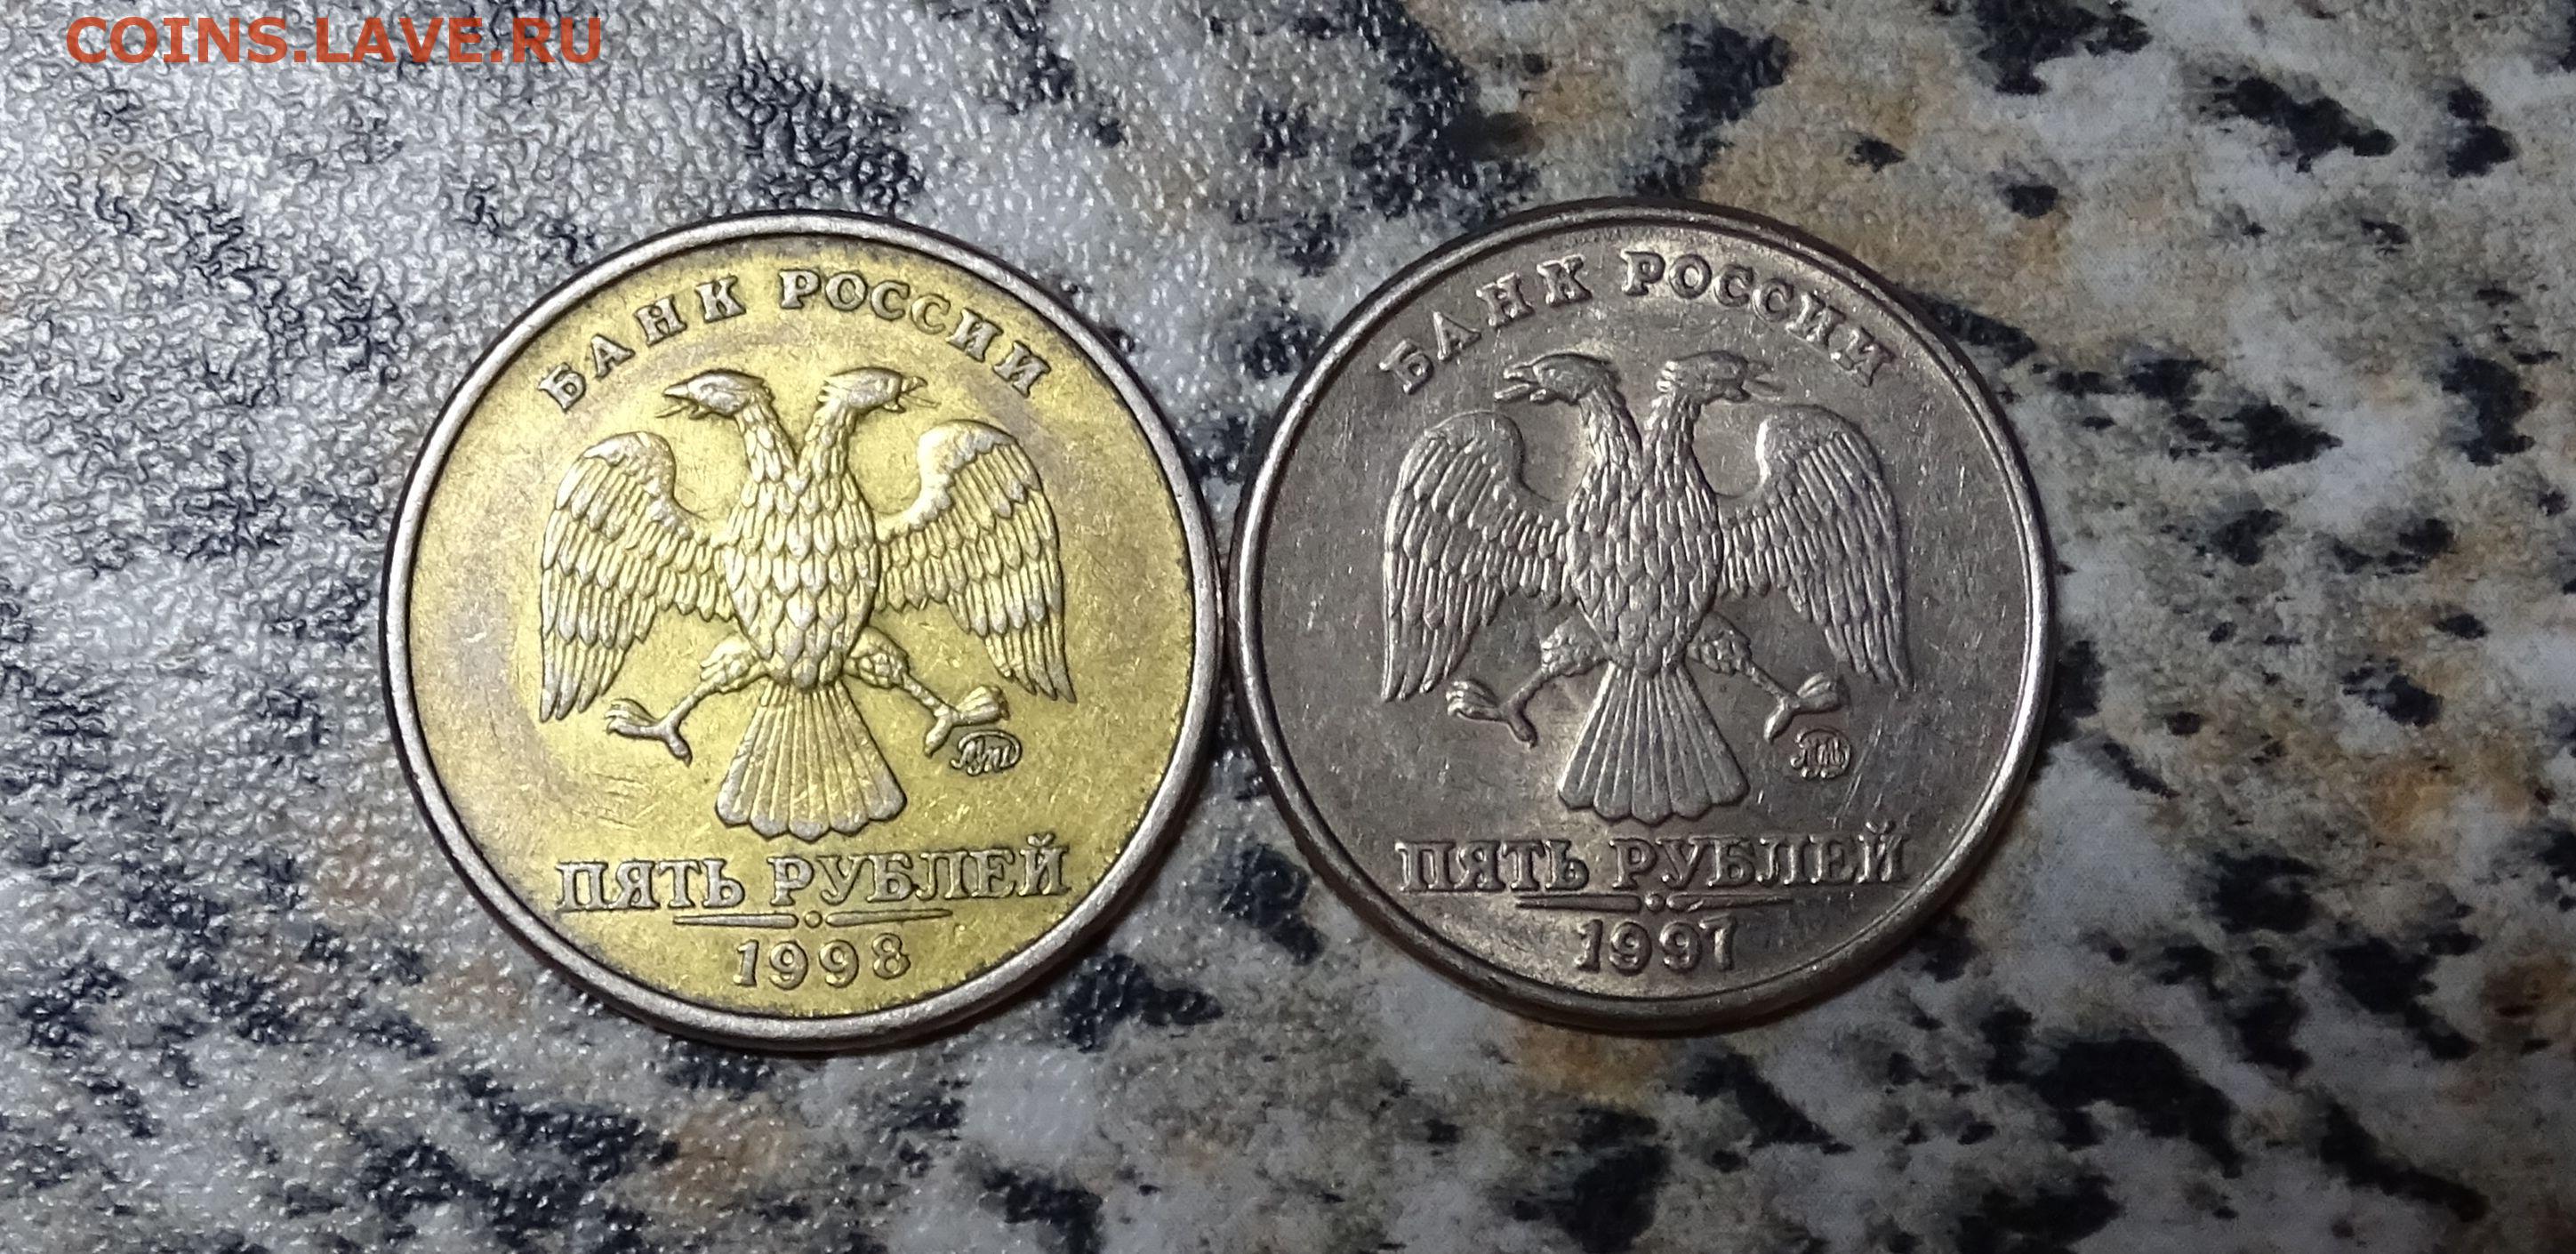 COINS.LAVE.RU
БАНК РОССИИ
ПЯТЬ РУБЛЕЙ
1998
БАНК РОССИИ
ПЯТЬ РУБЛЕЙ
1997